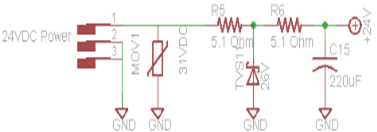 R5
R6
+24V
1
24VDC Power
2
3
MOV1
31VDC
5.1 Ohm
5.1 Ohm
TVS1
26V
C15
220uF
GND
GND
GND
GND